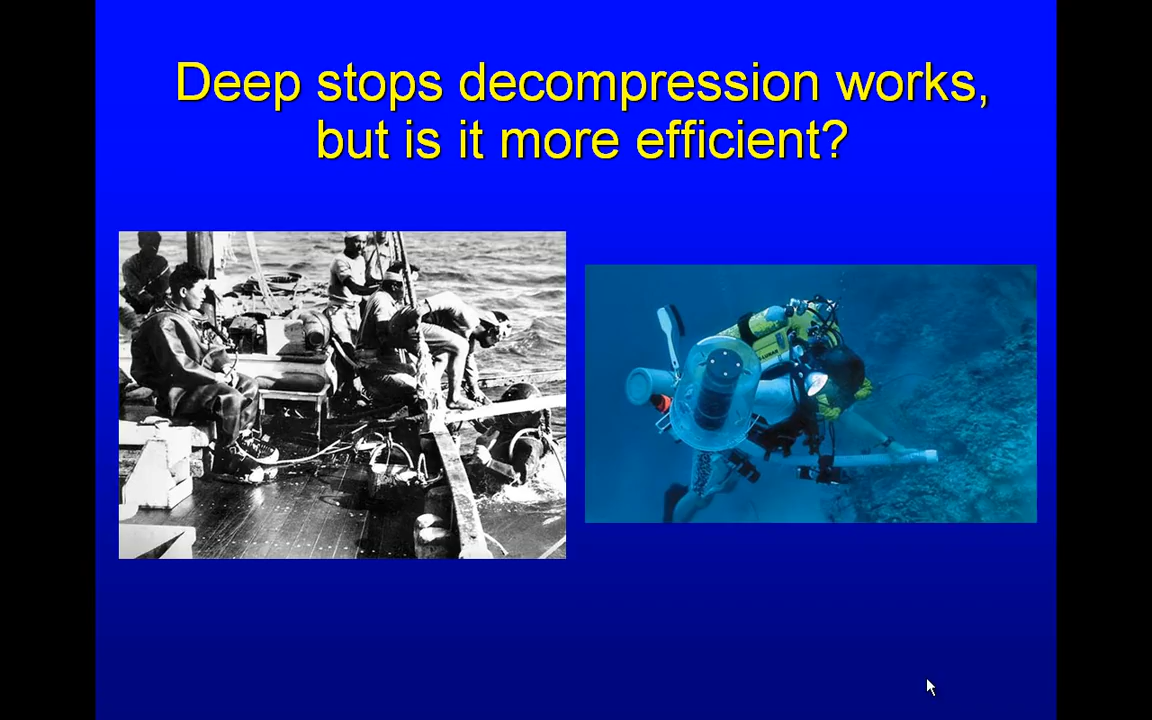 Deep stops decompression works,
but is it more efficient?